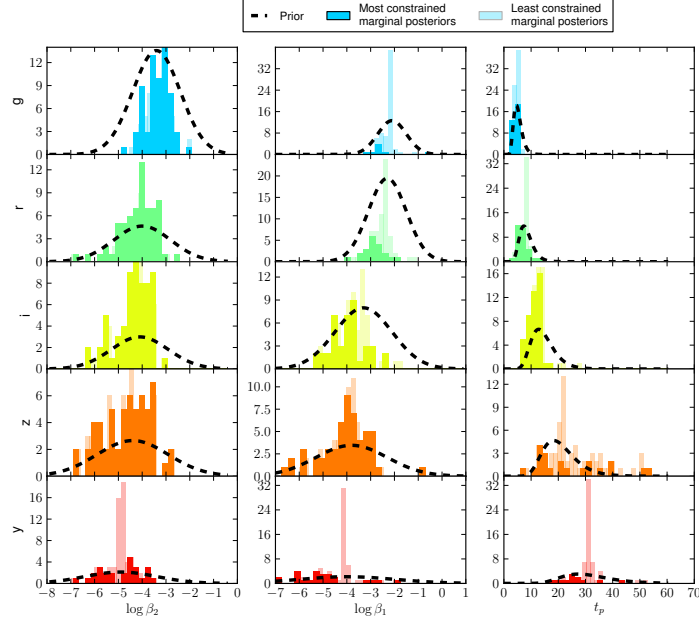 Prior
Most constrained
marginal posteriors
Least constrained
marginal posteriors
g
0 3 6 9 12
0 8 16 24 32
0 8 16 24 32
r
0 3 6 9 12
0 5 10 15 20
0 8 16 24 32
i
0 2 4 6 8
0 3 6 9 12
0 4 8 12 16
z
0 2 4 6
0.0 2.5 5.0 7.5 10.0
0 3 6 9 12
y
0 4 8 12 16
0 8 16 24 32
0 8 16 24 32
−8 −7 −6 −5 −4 −3 −2 −1 0
−7 −6 −5 −4 −3 −2 −1 0 1
0 10 20 30 40 50 60 70
log β₂
log β₁
tₚ